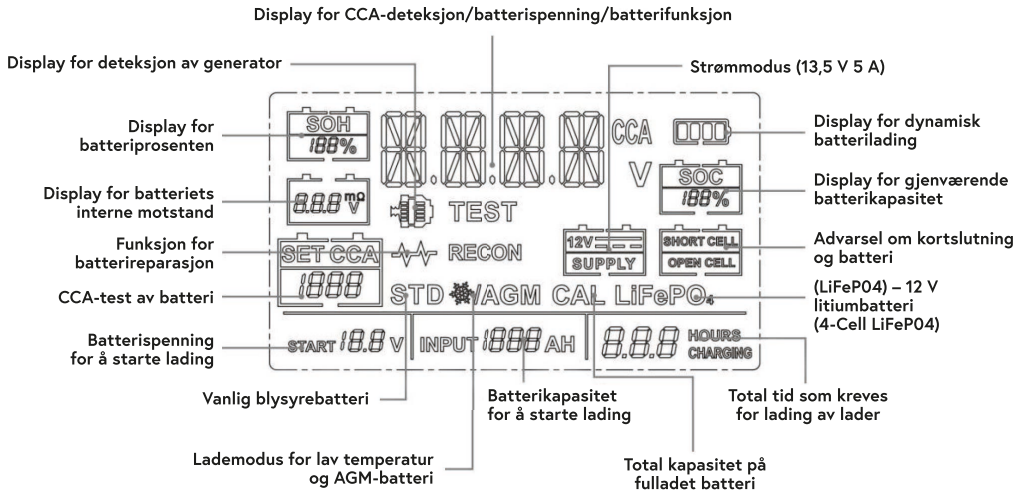 Display for CCA-deteksjon/batterispenning/batterifunksjon
Display for deteksjon av generator
Strømmodus (13,5 V 5 A)
Display for
batteriprosenten
Display for batteriets
interne motstand
Funksjon for
batterireparasjon
CCA-test av batteri
Batterispenning
for å starte lading
SOH
188%
8.8.8 mΩ
V
SET CCA
1888
8.8.8.8
CCA
V
TEST
RECON
12V
SUPPLY
SOC
188%
SHORT CELL
OPEN CELL
STD /AGM CAL LiFePO4
START 18.8 V
INPUT 1888 AH
8.8.8 HOURS
CHARGING
Display for dynamisk
batterilading
Display for gjenværende
batterikapasitet
Advarsel om kortslutning
og batteri
(LiFeP04) – 12 V
litiumbatteri
(4-Cell LiFeP04)
Vanlig blysyrebatteri
Batterikapasitet
for å starte lading
Total tid som kreves
for lading av lader
Lademodus for lav temperatur
og AGM-batteri
Total kapasitet på
fulladet batteri